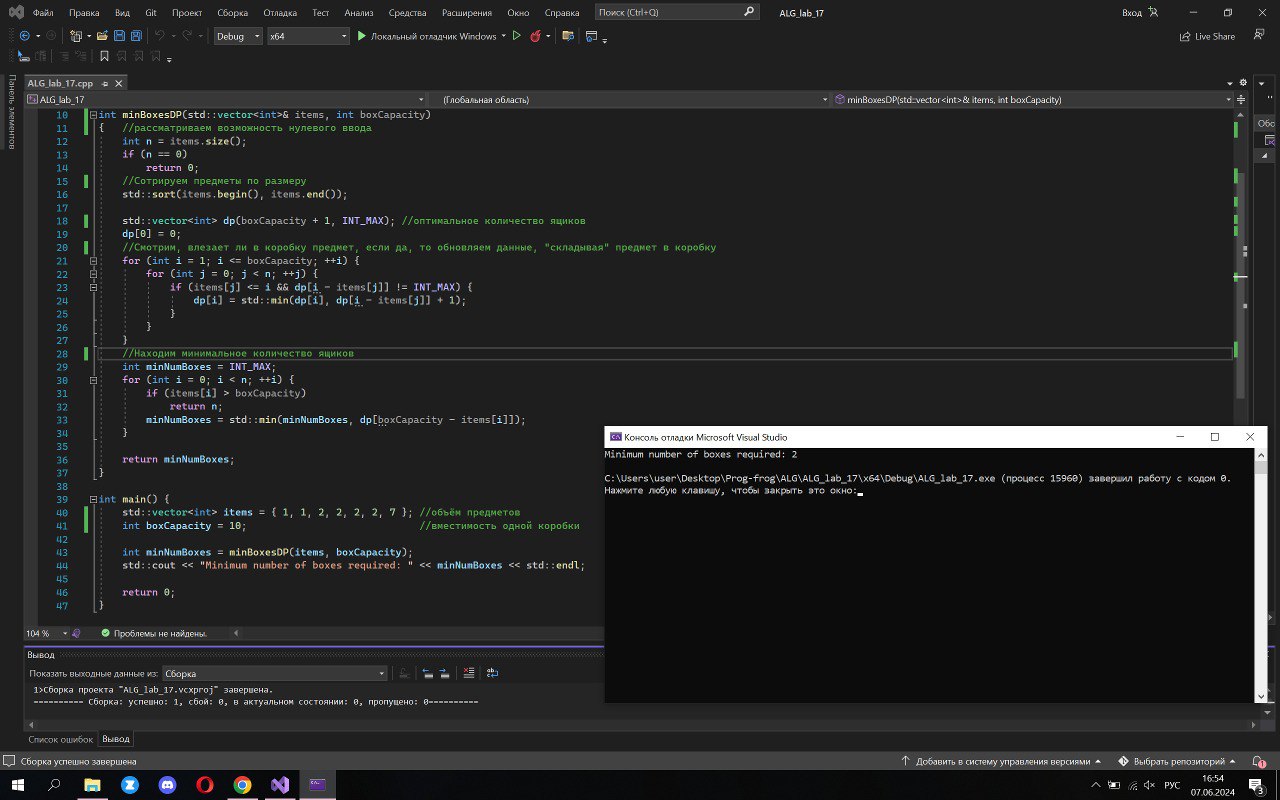 Файл Правка Вид Git Проект Сборка Отладка Тест Анализ Средства Расширения Окно Справка Поиск (Ctrl+Q) ALG_lab_17 Вход
Debug x64 Локальный отладчик Windows Live Share
Панель элементов
ALG_lab_17.cpp
ALG_lab_17 (Глобальная область) minBoxesDP(std::vector<int>& items, int boxCapacity)
10 int minBoxesDP(std::vector<int>& items, int boxCapacity)
11 { //рассматриваем возможность нулевого ввода
12 int n = items.size();
13 if (n == 0)
14 return 0;
15 //Сотрируем предметы по размеру
16 std::sort(items.begin(), items.end());
17
18 std::vector<int> dp(boxCapacity + 1, INT_MAX); //оптимальное количество ящиков
19 dp[0] = 0;
20 //Смотрим, влезает ли в коробку предмет, если да, то обновляем данные, "складывая" предмет в коробку
21 for (int i = 1; i <= boxCapacity; ++i) {
22 for (int j = 0; j < n; ++j) {
23 if (items[j] <= i && dp[i - items[j]] != INT_MAX) {
24 dp[i] = std::min(dp[i], dp[i - items[j]] + 1);
25 }
26 }
27 }
28 //Находим минимальное количество ящиков
29 int minNumBoxes = INT_MAX;
30 for (int i = 0; i < n; ++i) {
31 if (items[i] > boxCapacity)
32 return n;
33 minNumBoxes = std::min(minNumBoxes, dp[boxCapacity - items[i]]);
34 }
35
36 return minNumBoxes;
37 }
38
39 int main() {
40 std::vector<int> items = { 1, 1, 2, 2, 2, 2, 7 }; //объём предметов
41 int boxCapacity = 10; //вместимость одной коробки
42
43 int minNumBoxes = minBoxesDP(items, boxCapacity);
44 std::cout << "Minimum number of boxes required: " << minNumBoxes << std::endl;
45
46 return 0;
47 }
Обо
Консоль отладки Microsoft Visual Studio
Minimum number of boxes required: 2
C:\Users\user\Desktop\Prog-frog\ALG\ALG_lab_17\x64\Debug\ALG_lab_17.exe (процесс 15960) завершил работу с кодом 0.
Нажмите любую клавишу, чтобы закрыть это окно:
104 % Проблемы не найдены.
Вывод
Показать выходные данные из: Сборка
1>Сборка проекта "ALG_lab_17.vcxproj" завершена.
========== Сборка: успешно: 1, сбой: 0, в актуальном состоянии: 0, пропущено: 0==========
Список ошибок Вывод
Сборка успешно завершена Добавить в систему управления версиями Выбрать репозиторий 1
РУС 16:54
07.06.2024 3